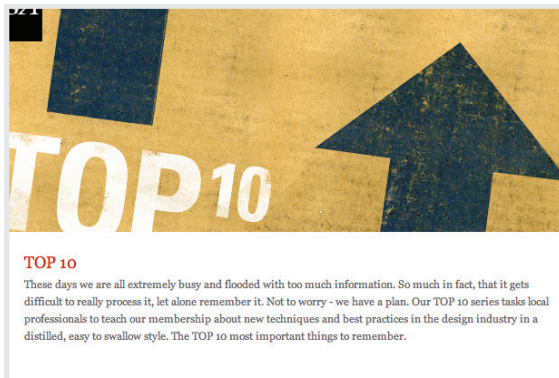 TOP 10
TOP 10
These days we are all extremely busy and flooded with too much information. So much in fact, that it gets
difficult to really process it, let alone remember it. Not to worry - we have a plan. Our TOP 10 series tasks local
professionals to teach our membership about new techniques and best practices in the design industry in a
distilled, easy to swallow style. The TOP 10 most important things to remember.